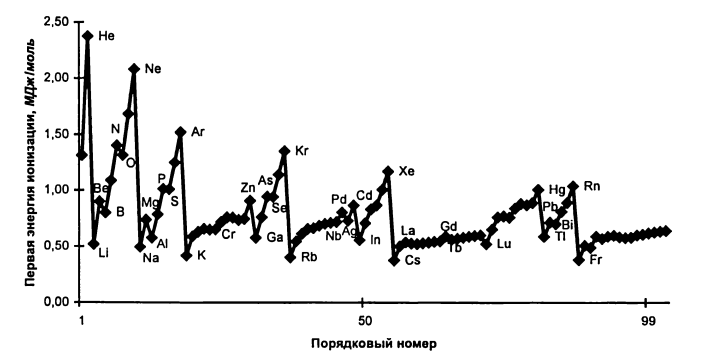 Первая энергия ионизации, МДж/моль
2,50
2,00
1,50
1,00
0,50
0,00
He
Ne
N
O
Be
B
Li
Ar
P
S
Mg
Al
Na
K
Cr
Zn
As
Se
Ga
Kr
Rb
Nb
Pd
Ag
Cd
In
Xe
La
Cs
Gd
Tb
Lu
Hg
Pb
Bi
Tl
Rn
Fr
1
50
99
Порядковый номер